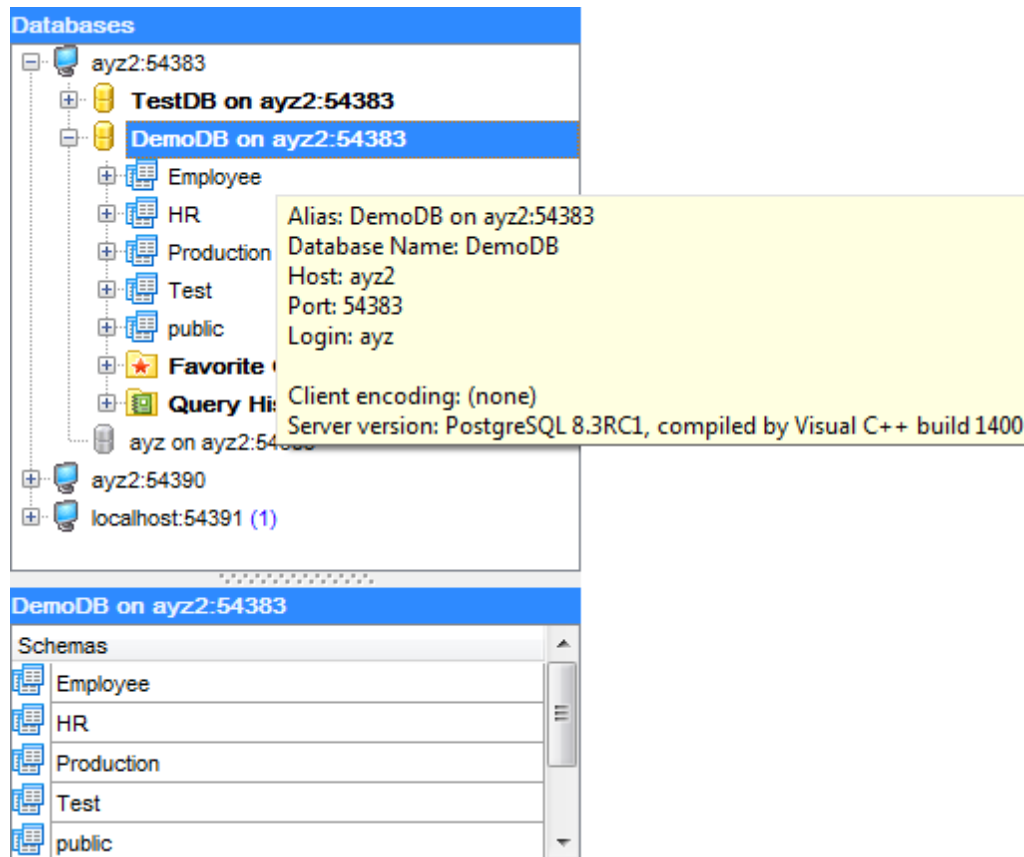 Databases
ayz2:54383
TestDB on ayz2:54383
DemoDB on ayz2:54383
Employee
HR
Production
Test
public
Favorite
Query
ayz on
ayz2:54390
localhost:54391 (1)
Alias: DemoDB on ayz2:54383
Database Name: DemoDB
Host: ayz2
Port: 54383
Login: ayz
Client encoding: (none)
Server version: PostgreSQL 8.3RC1, compiled by Visual C++ build 1400
DemoDB on ayz2:54383
Schemas
Employee
HR
Production
Test
public